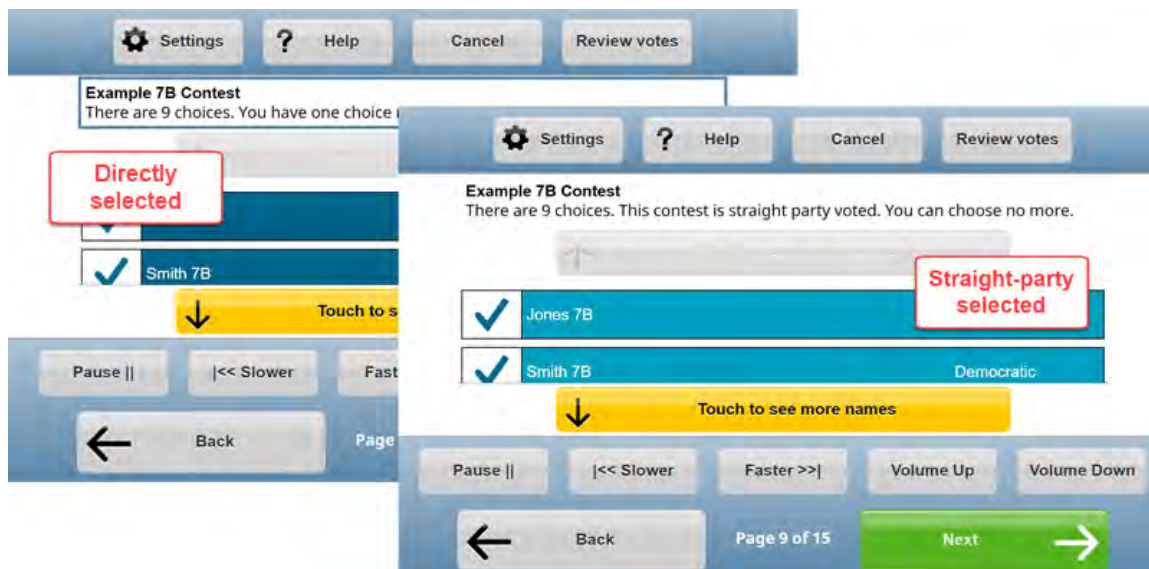 Settings
? Help
Cancel
Review votes
Example 7B Contest
There are 9 choices. You have one choice
Directly
selected
Smith 7B
Touch to s
Pause ||
|<< Slower
Fast
Back
Page
Settings
? Help
Cancel
Review votes
Example 7B Contest
There are 9 choices. This contest is straight party voted. You can choose no more.
Straight-party
selected
Jones 7B
Smith 7B Democratic
Touch to see more names
Pause ||
|<< Slower
Faster >>|
Volume Up
Volume Down
Back
Page 9 of 15
Next